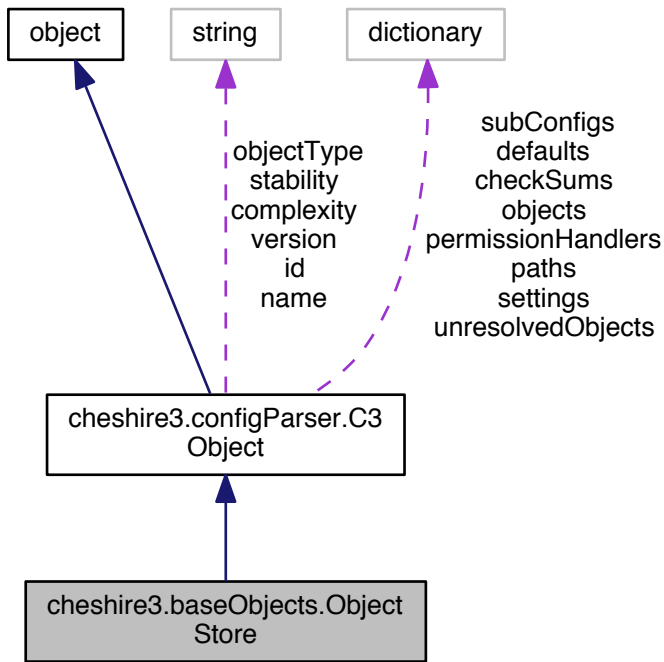 object
string
dictionary
objectType
stability
complexity
version
id
name
subConfigs
defaults
checkSums
objects
permissionHandlers
paths
settings
unresolvedObjects
cheshire3.configParser.C3
Object
cheshire3.baseObjects.Object
Store